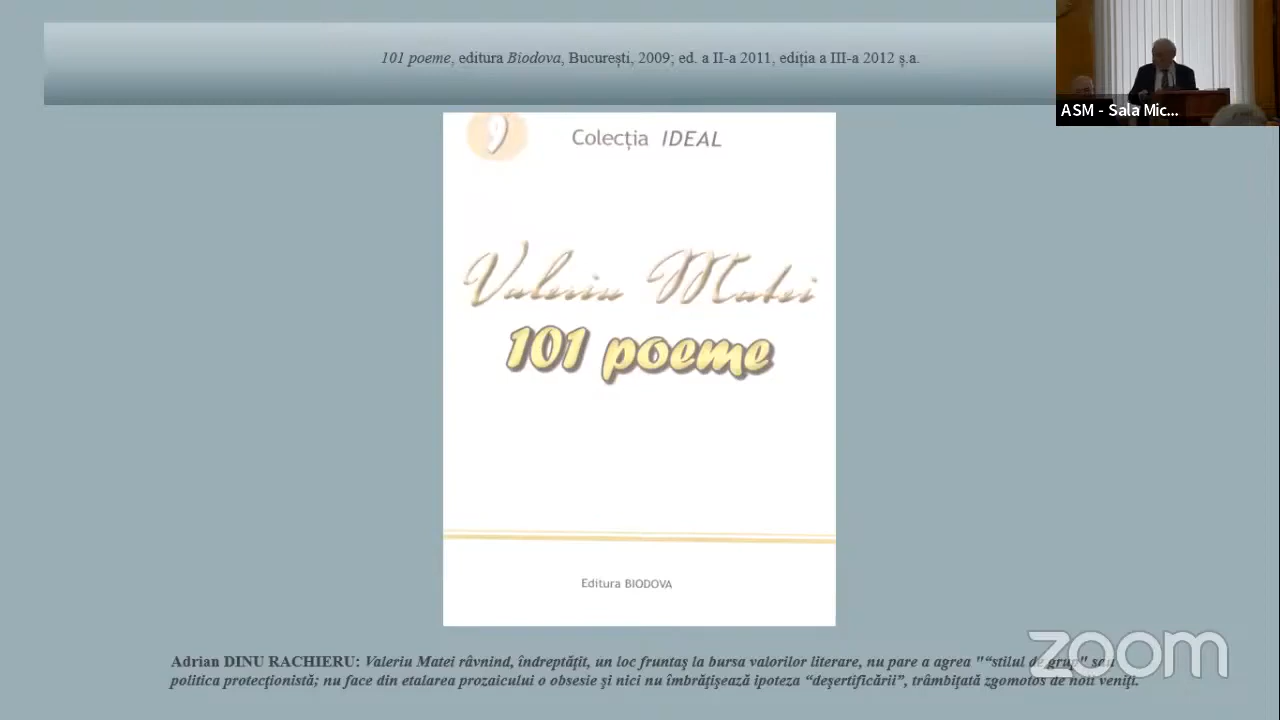 101 poeme, editura Biodova, București, 2009; ed. a II-a 2011, ediția a III-a 2012 ș.a.
ASM - Sala Mic...
9
Colecția IDEAL
Valeriu Matei
101 poeme
Editura BIODOVA
Adrian DINU RACHIERU: Valeriu Matei râvnind, îndreptățit, un loc fruntaș la bursa valorilor literare, nu pare a agrea "“stilul de grup" sau
politica protecționistă; nu face din etalarea prozaicului o obsesie și nici nu îmbrățișează ipoteza “deșertificării”, trâmbițată zgomotos de noii veniți.
zoom